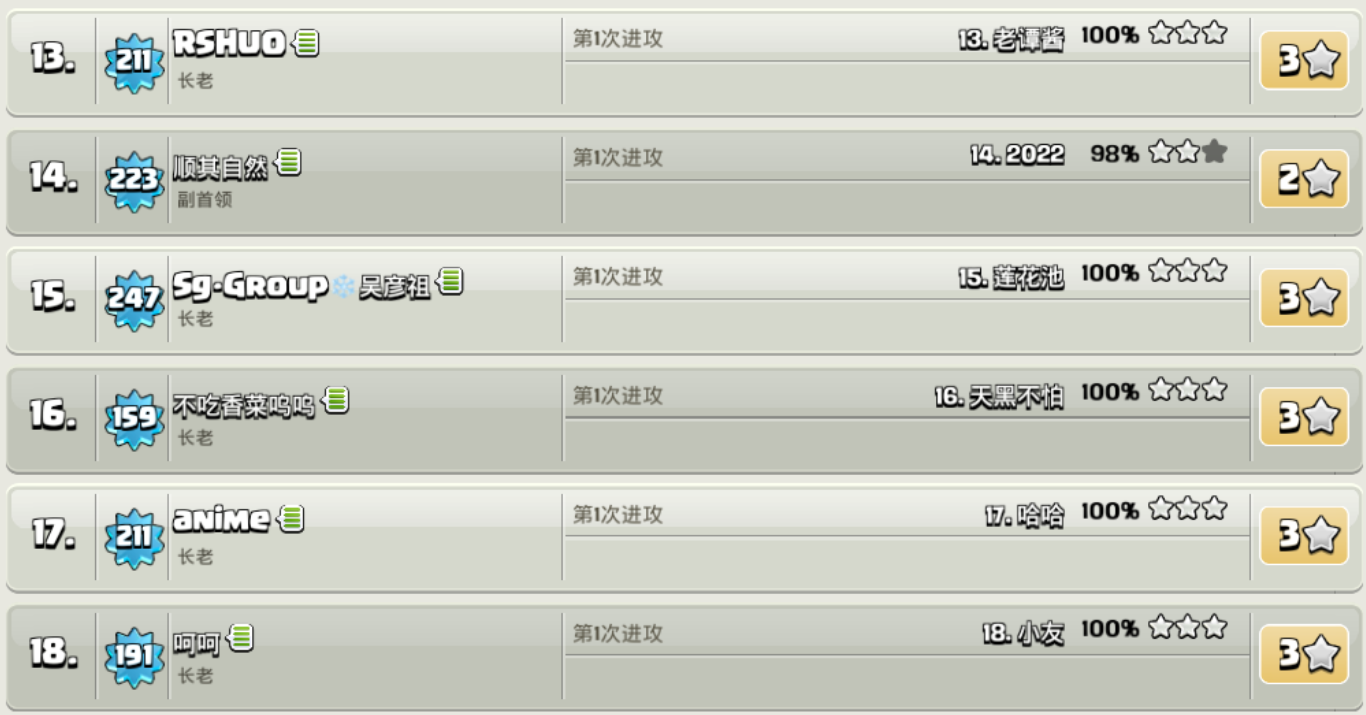 13. 211 RSHUO 第1次进攻 13. 老谭酱 100% 3
长老
14. 223 顺其自然 第1次进攻 14. 2022 98% 2
副首领
15. 247 Sg-Group 吴彦祖 第1次进攻 15. 莲花池 100% 3
长老
16. 159 不吃香菜呜呜 第1次进攻 16. 天黑不怕 100% 3
长老
17. 211 anime 第1次进攻 17. 哈哈 100% 3
长老
18. 191 呵呵 第1次进攻 18. 小友 100% 3
长老